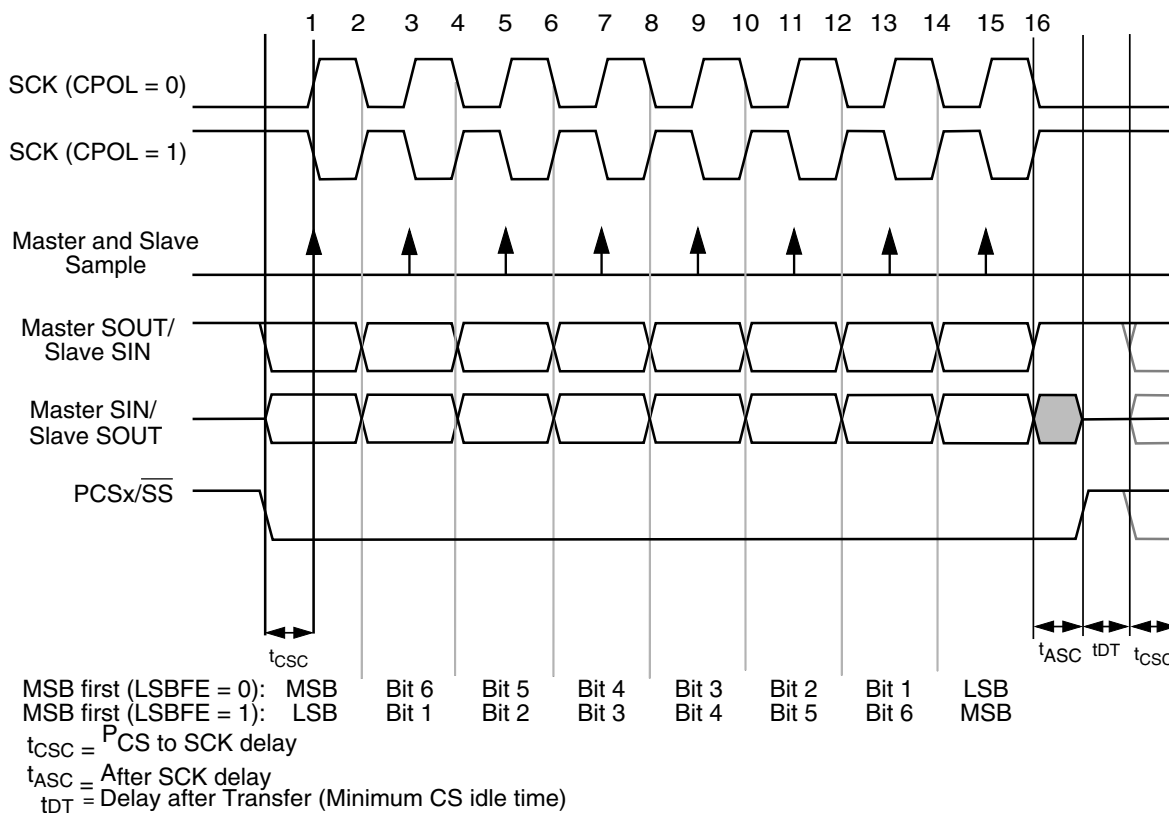 1 2 3 4 5 6 7 8 9 10 11 12 13 14 15 16
SCK (CPOL = 0)
SCK (CPOL = 1)
Master and Slave
Sample
Master SOUT/
Slave SIN
Master SIN/
Slave SOUT
PCSx/SS
tCSC
tASC tDT tCSC
MSB first (LSBFE = 0): MSB Bit 6 Bit 5 Bit 4 Bit 3 Bit 2 Bit 1 LSB
MSB first (LSBFE = 1): LSB Bit 1 Bit 2 Bit 3 Bit 4 Bit 5 Bit 6 MSB
tCSC = PCS to SCK delay
tASC = After SCK delay
tDT = Delay after Transfer (Minimum CS idle time)